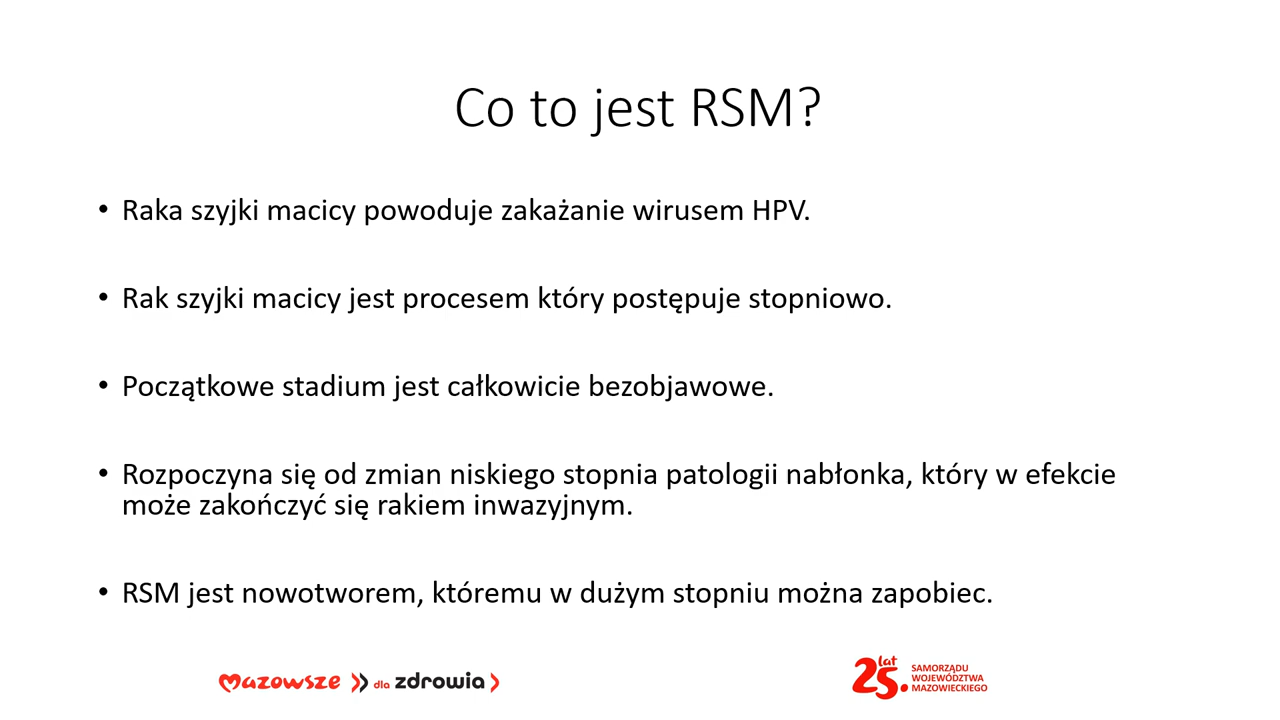 Co to jest RSM?
• Raka szyjki macicy powoduje zakażanie wirusem HPV.
• Rak szyjki macicy jest procesem który postępuje stopniowo.
• Początkowe stadium jest całkowicie bezobjawowe.
• Rozpoczyna się od zmian niskiego stopnia patologii nabłonka, który w efekcie
może zakończyć się rakiem inwazyjnym.
• RSM jest nowotworem, któremu w dużym stopniu można zapobiec.
mazowsze dla zdrowia
25 lat
SAMORZĄDU
WOJEWÓDZTWA
MAZOWIECKIEGO